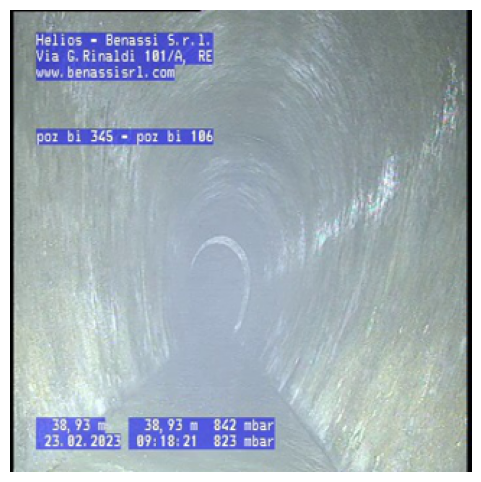 Helios - Benassi S.r.l.
Via G.Rinaldi 101/A, RE
www.benassisrl.com
poz bi 345 - poz bi 106
38,93 m 38,93 m 842 mbar
23.02.2023 09:18:21 823 mbar